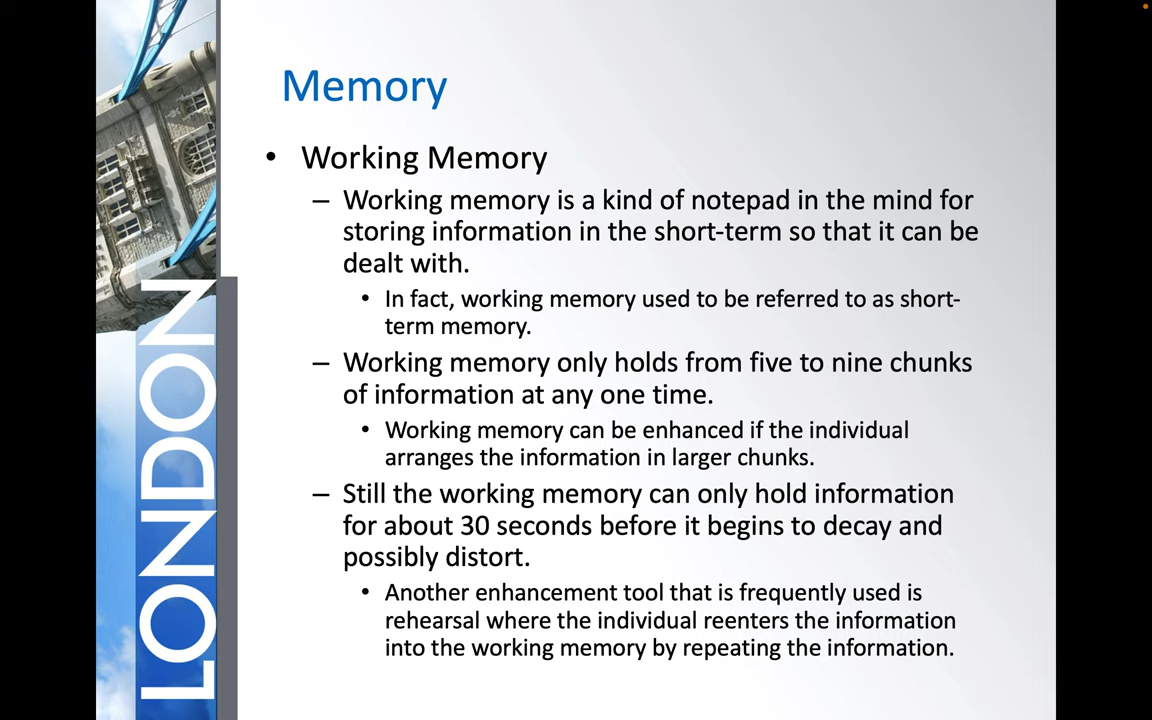 Memory
• Working Memory
– Working memory is a kind of notepad in the mind for
storing information in the short-term so that it can be
dealt with.
• In fact, working memory used to be referred to as short-
term memory.
– Working memory only holds from five to nine chunks
of information at any one time.
• Working memory can be enhanced if the individual
arranges the information in larger chunks.
– Still the working memory can only hold information
for about 30 seconds before it begins to decay and
possibly distort.
• Another enhancement tool that is frequently used is
rehearsal where the individual reenters the information
into the working memory by repeating the information.
LONDON